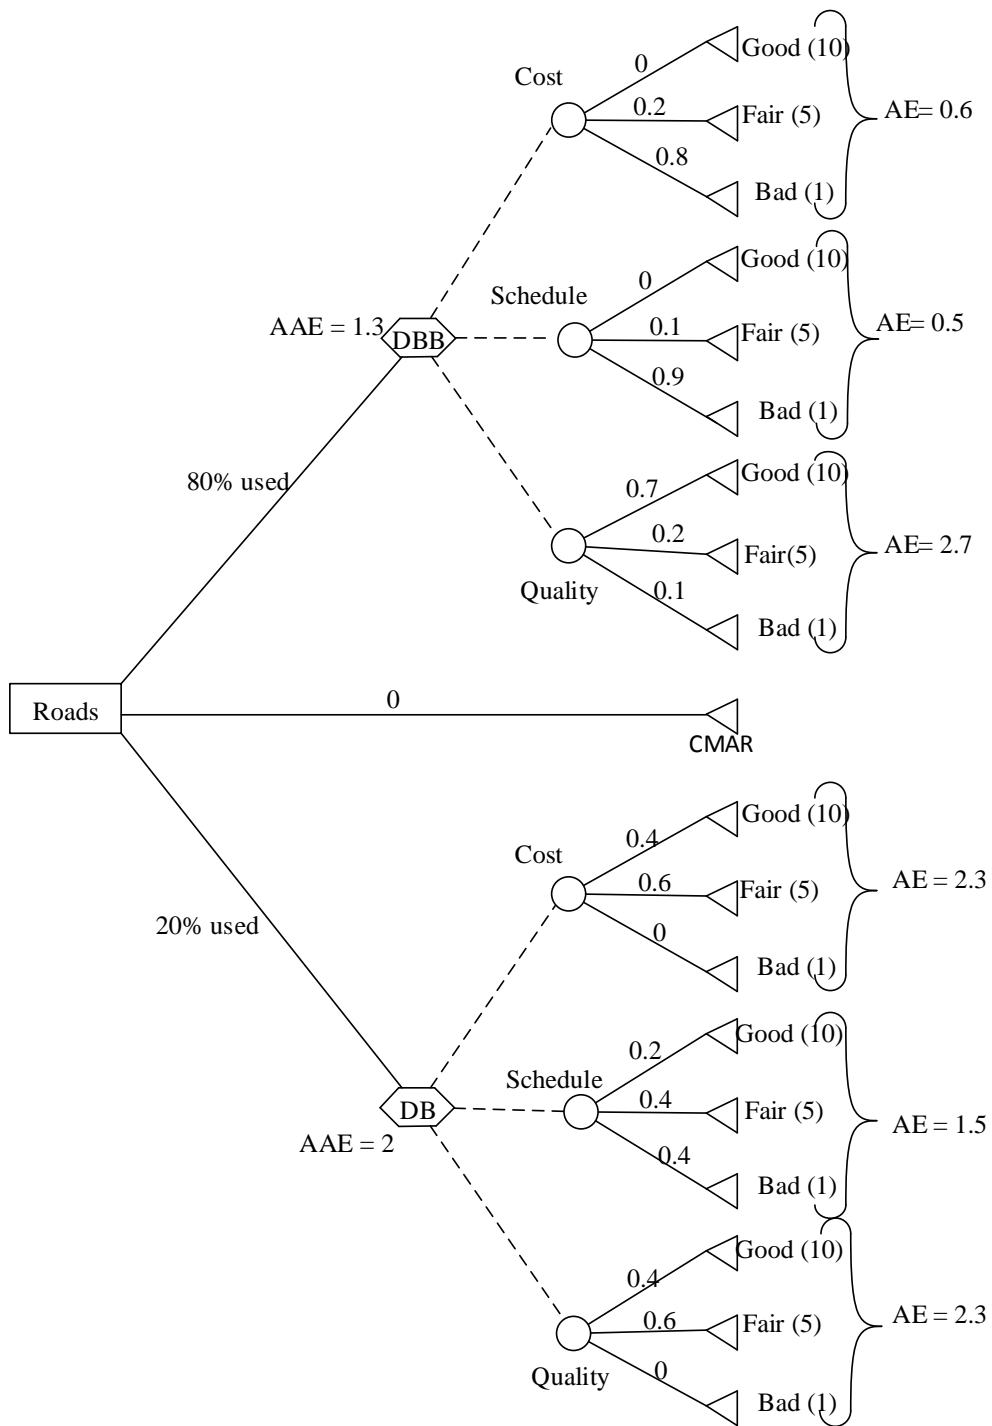 Good (10)
0
Cost
0.2
Fair (5)
AE= 0.6
0.8
Bad (1)
Good (10)
0
Schedule
AAE = 1.3
DBB
0.1
Fair (5)
AE= 0.5
0.9
Bad (1)
Good (10)
0.7
80% used
0.2
Fair(5)
AE= 2.7
Quality
0.1
Bad (1)
Roads
0
CMAR
Good (10)
0.4
Cost
0.6
Fair (5)
AE = 2.3
20% used
0
Bad (1)
Good (10)
0.2
Schedule
DB
0.4
Fair (5)
AE = 1.5
AAE = 2
0.4
Bad (1)
Good (10)
0.4
0.6
Fair (5)
AE = 2.3
Quality
0
Bad (1)